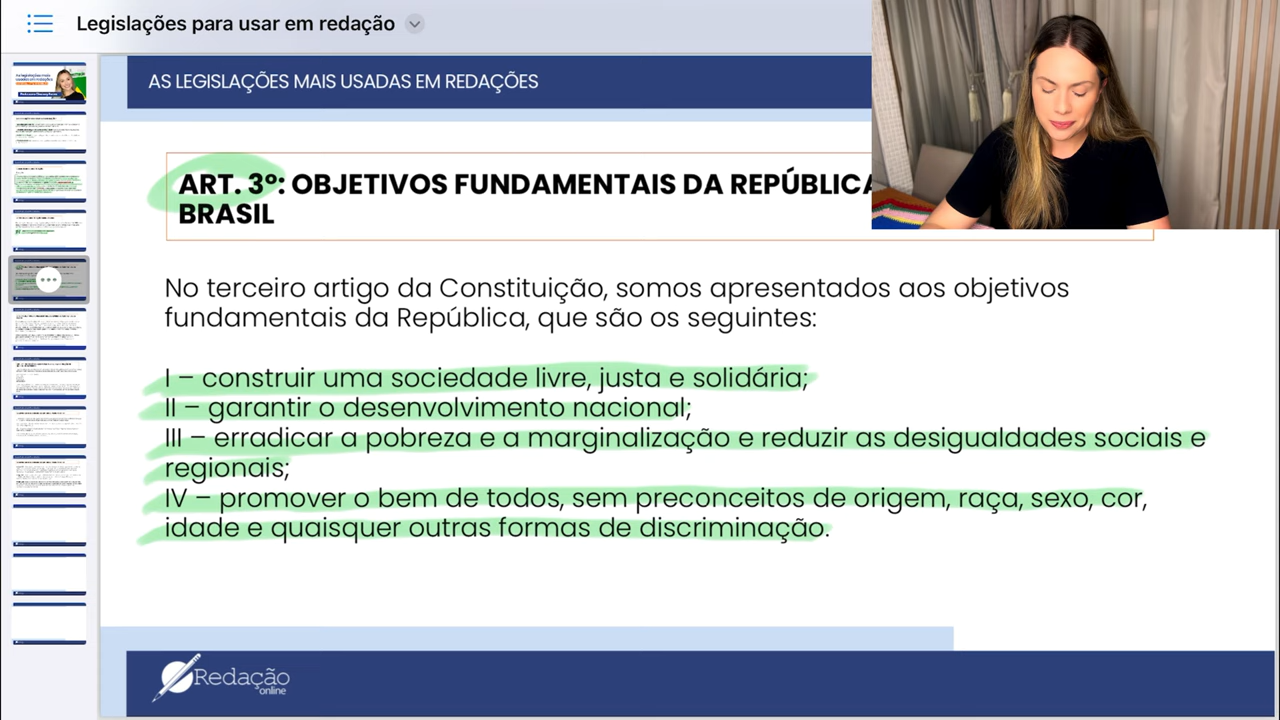 Legislações para usar em redação
AS LEGISLAÇÕES MAIS USADAS EM REDAÇÕES
ART. 3º: OBJETIVOS FUNDAMENTAIS DA REPÚBLICA
BRASIL
No terceiro artigo da Constituição, somos apresentados aos objetivos
fundamentais da República, que são os seguintes:
I – construir uma sociedade livre, justa e solidária;
II – garantir o desenvolvimento nacional;
III – erradicar a pobreza e a marginalização e reduzir as desigualdades sociais e
regionais;
IV – promover o bem de todos, sem preconceitos de origem, raça, sexo, cor,
idade e quaisquer outras formas de discriminação.
Redação
online